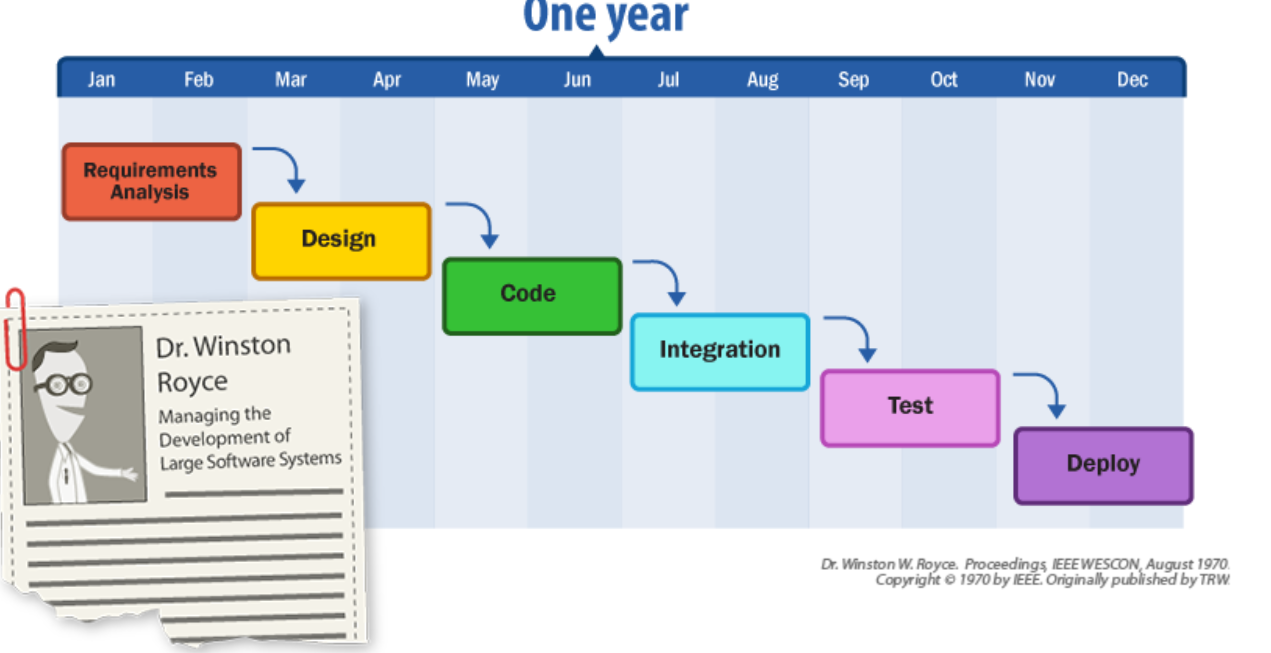 One year
Jan Feb Mar Apr May Jun Jul Aug Sep Oct Nov Dec
Requirements
Analysis
Design
Code
Integration
Test
Deploy
Dr. Winston
Royce
Managing the
Development of
Large Software Systems
Dr. Winston W. Royce. Proceedings, IEEE WESCON, August 1970.
Copyright © 1970 by IEEE. Originally published by TRW.